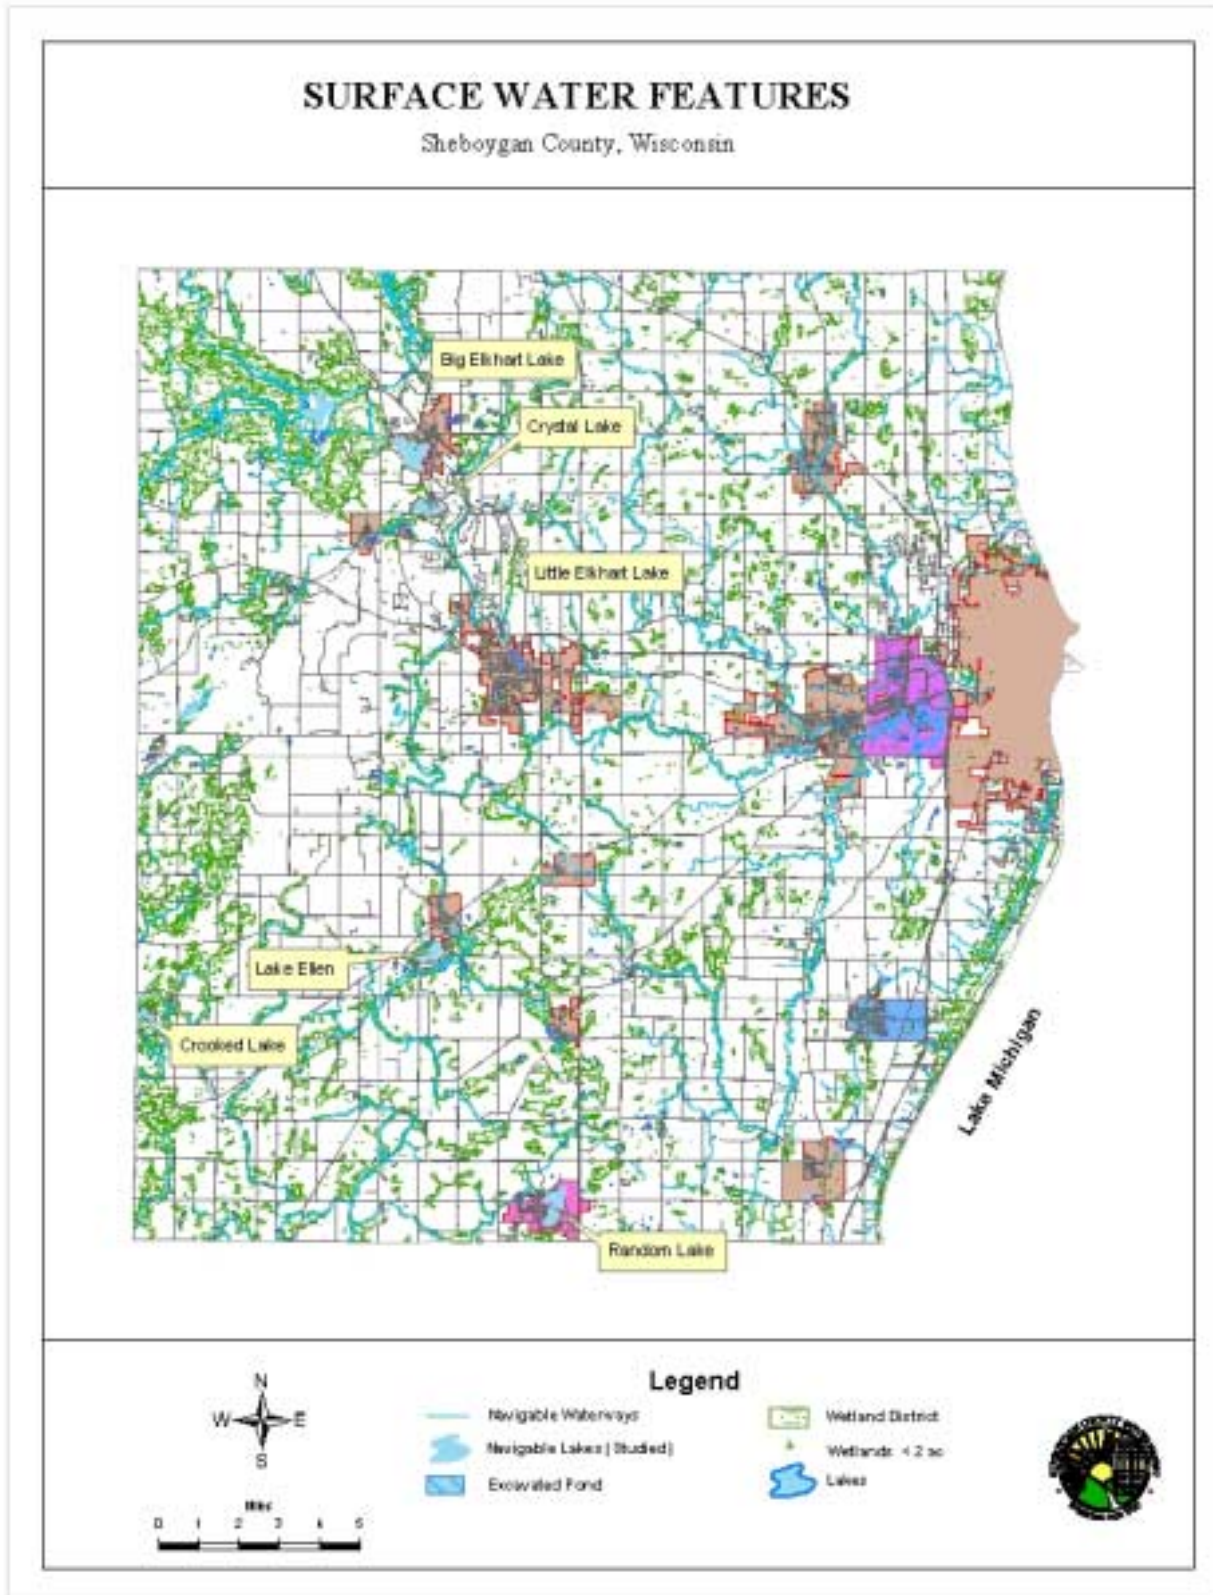 SURFACE WATER FEATURES
Sheboygan County, Wisconsin
Big Elkhart Lake
Crystal Lake
Little Elkhart Lake
Lake Ellen
Crooked Lake
Lake Michigan
Random Lake
Legend
N
W E
S
Miles
0 1 2 3 4 5
Navigable Waterways
Navigable Lakes (Studied)
Excavated Pond
Wetland District
Wetlands < 2 ac
Lakes